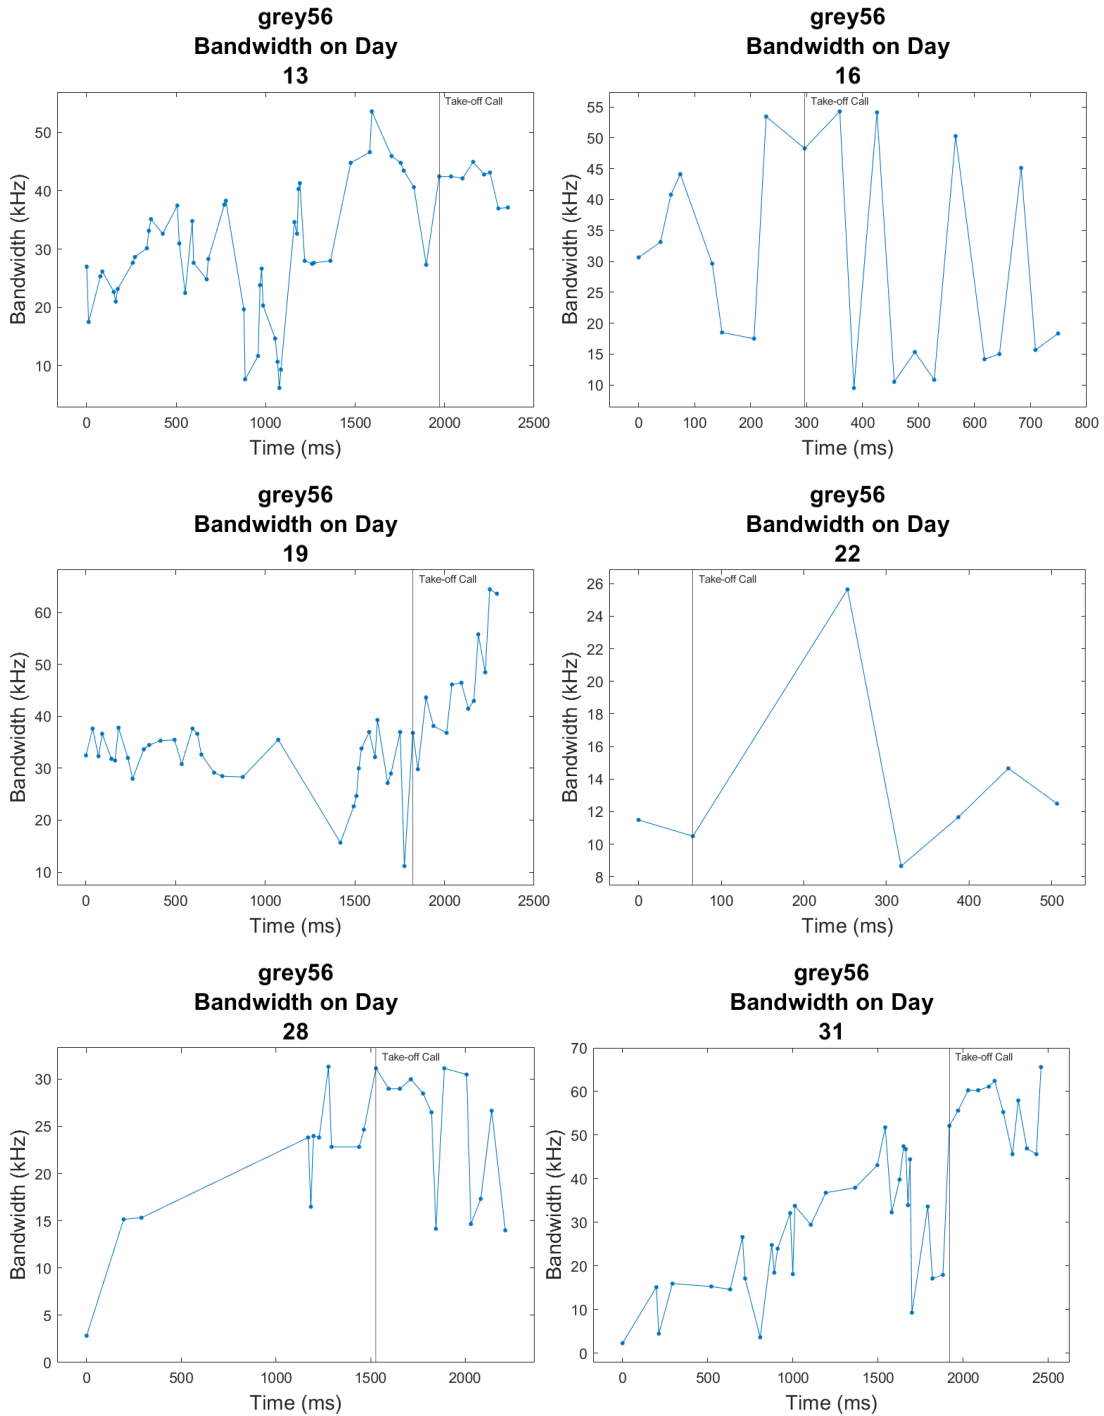 grey56
Bandwidth on Day
13
Take-off Call
50
40
30
20
10
Bandwidth (kHz)
0 500 1000 1500 2000 2500
Time (ms)
grey56
Bandwidth on Day
16
Take-off Call
55
50
45
40
35
30
25
20
15
10
Bandwidth (kHz)
0 100 200 300 400 500 600 700 800
Time (ms)
grey56
Bandwidth on Day
19
Take-off Call
60
50
40
30
20
10
Bandwidth (kHz)
0 500 1000 1500 2000 2500
Time (ms)
grey56
Bandwidth on Day
22
Take-off Call
26
24
22
20
18
16
14
12
10
8
Bandwidth (kHz)
0 100 200 300 400 500
Time (ms)
grey56
Bandwidth on Day
28
Take-off Call
30
25
20
15
10
5
0
Bandwidth (kHz)
0 500 1000 1500 2000
Time (ms)
grey56
Bandwidth on Day
31
Take-off Call
70
60
50
40
30
20
10
0
Bandwidth (kHz)
0 500 1000 1500 2000 2500
Time (ms)